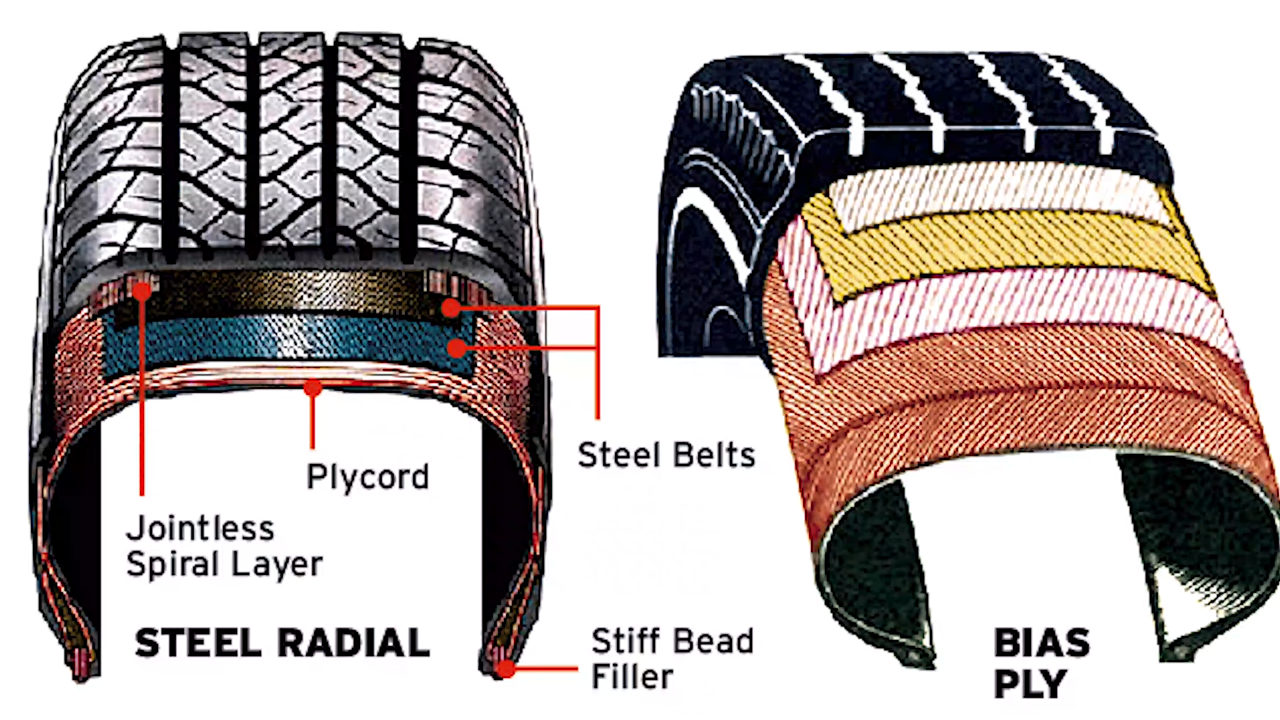 Steel Belts
Plycord
Jointless
Spiral Layer
STEEL RADIAL
Stiff Bead
Filler
BIAS
PLY